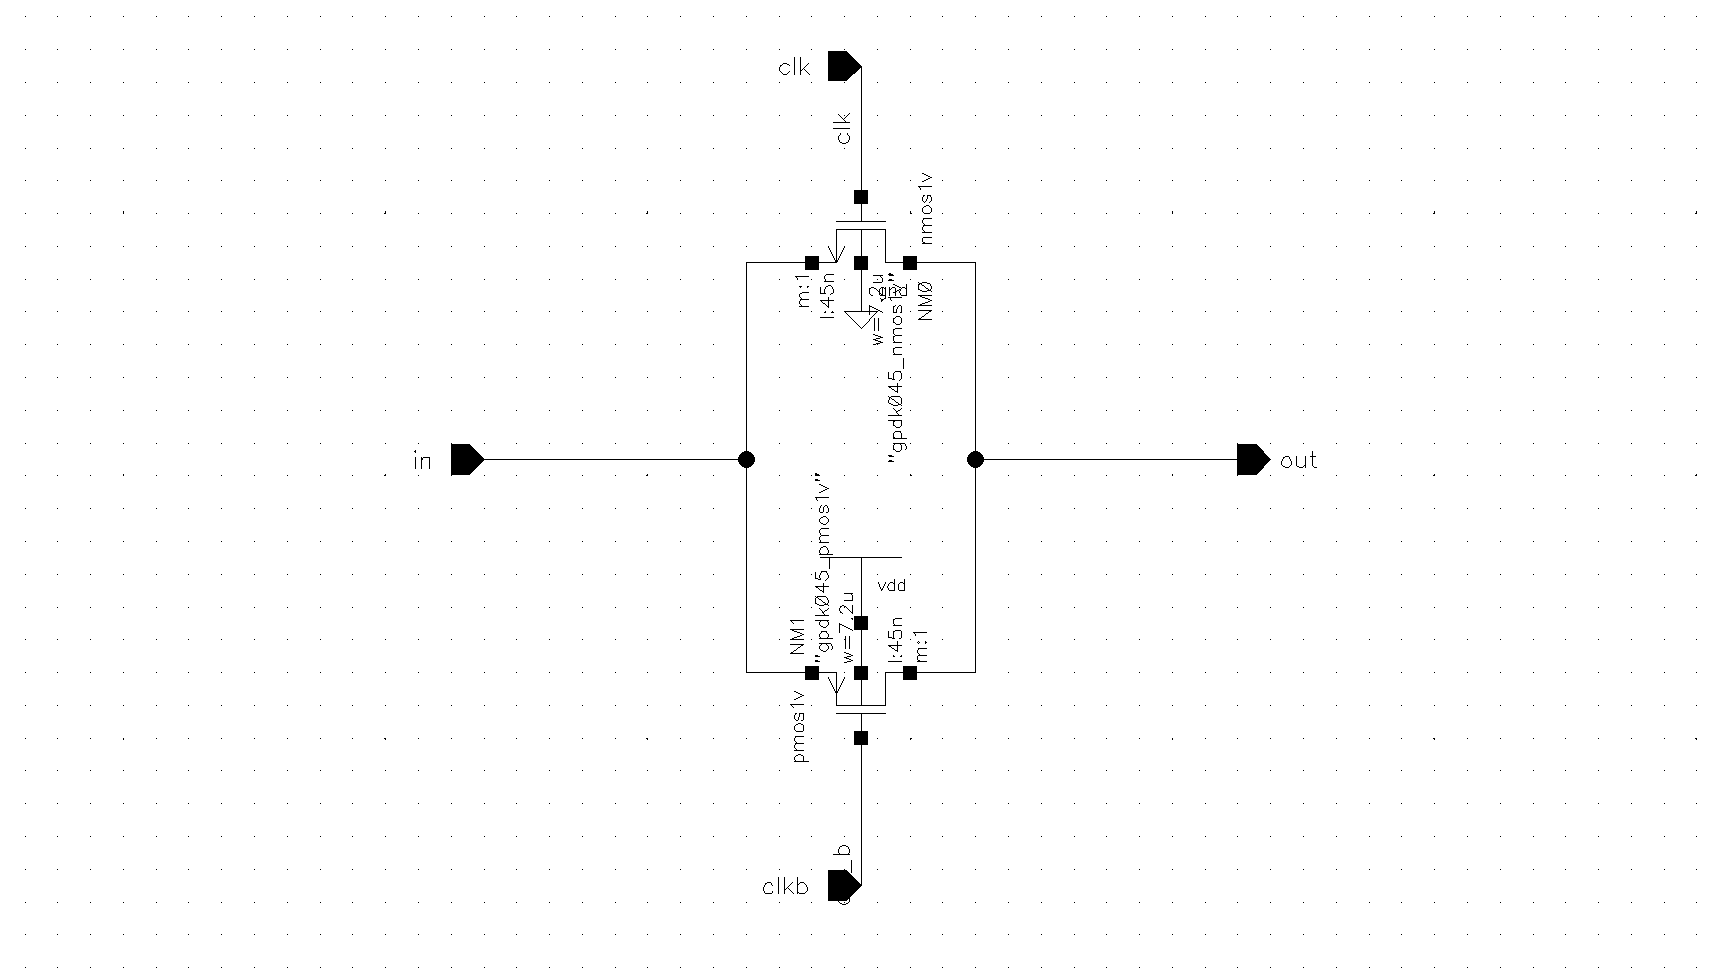 clk
clk
nmos1v
m:1
l:45n
w=7.2u
"gpdk045_nmos1v"
NM0
in
out
"gpdk045_pmos1v"
vdd
NM1
w=7.2u
l:45n
m:1
pmos1v
clkb